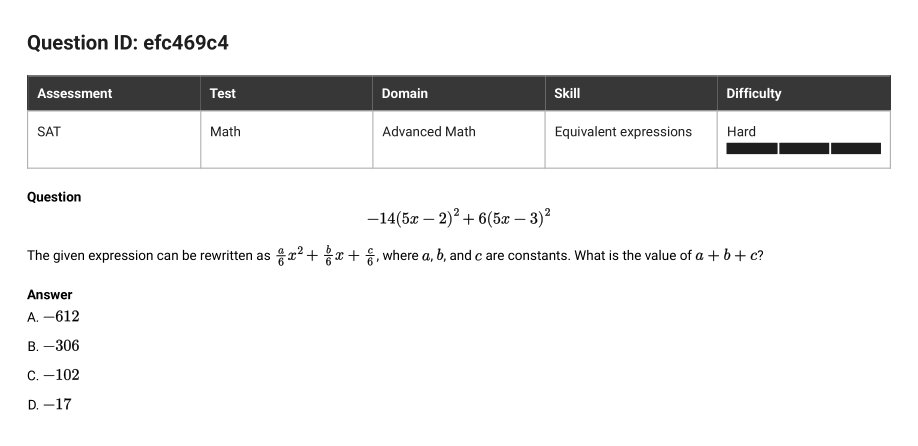 Question ID: efc469c4
Assessment Test Domain Skill Difficulty
SAT Math Advanced Math Equivalent expressions Hard
Question
−14(5x − 2)² + 6(5x − 3)²
The given expression can be rewritten as a/6 x² + b/6 x + c/6, where a, b, and c are constants. What is the value of a + b + c?
Answer
A. −612
B. −306
C. −102
D. −17